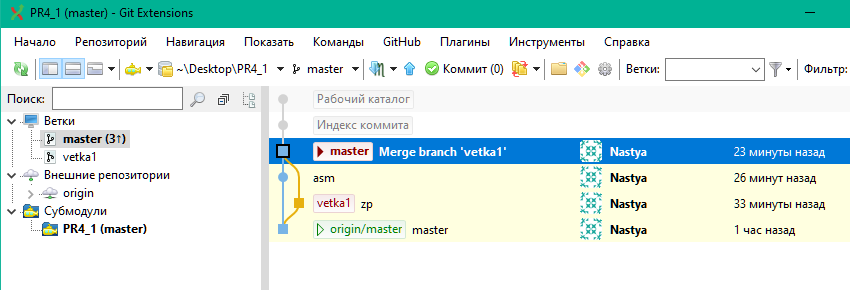 PR4_1 (master) - Git Extensions
Начало Репозиторий Навигация Показать Команды GitHub Плагины Инструменты Справка
~\Desktop\PR4_1 master Коммит (0) Ветки: Фильтр:
Поиск:
Ветки
master (3↑)
vetka1
Внешние репозитории
origin
Субмодули
PR4_1 (master)
Рабочий каталог
Индекс коммита
master Merge branch 'vetka1' Nastya 23 минуты назад
asm Nastya 26 минут назад
vetka1 zp Nastya 33 минуты назад
origin/master master Nastya 1 час назад